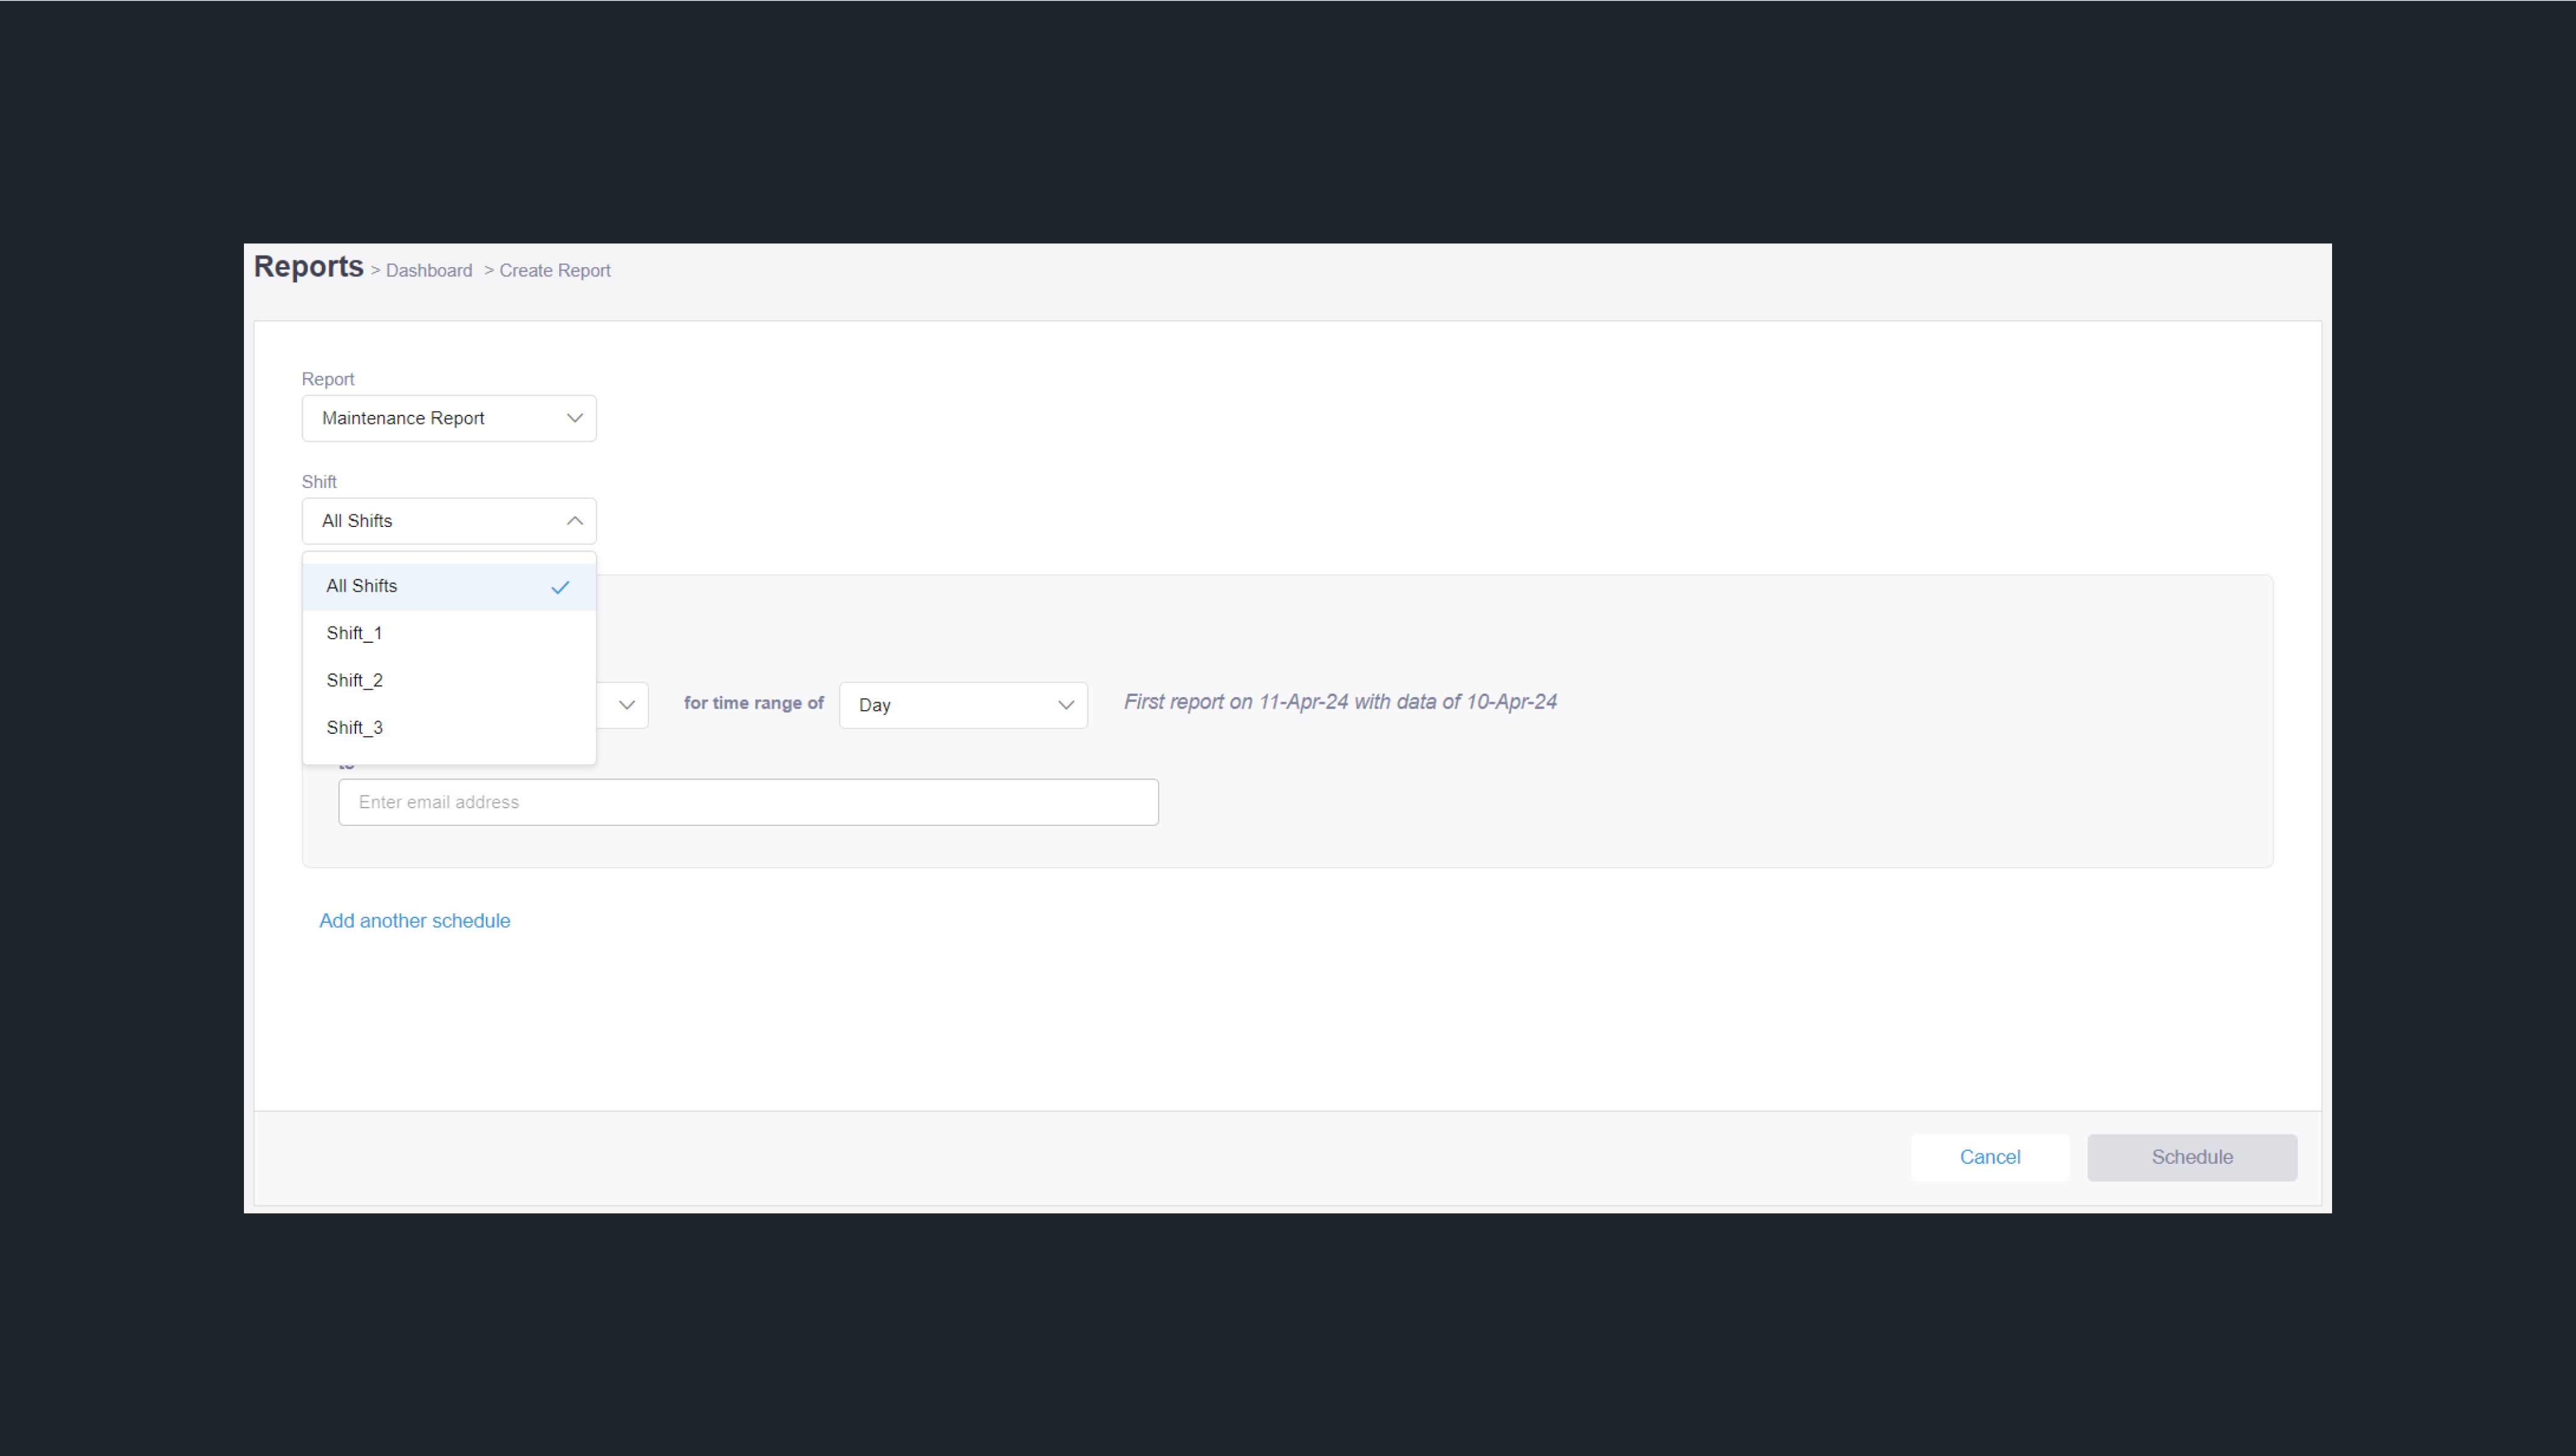 Reports > Dashboard > Create Report
Report
Maintenance Report
Shift
All Shifts
All Shifts
Shift_1
Shift_2
Shift_3
for time range of Day First report on 11-Apr-24 with data of 10-Apr-24
Enter email address
Add another schedule
Cancel Schedule